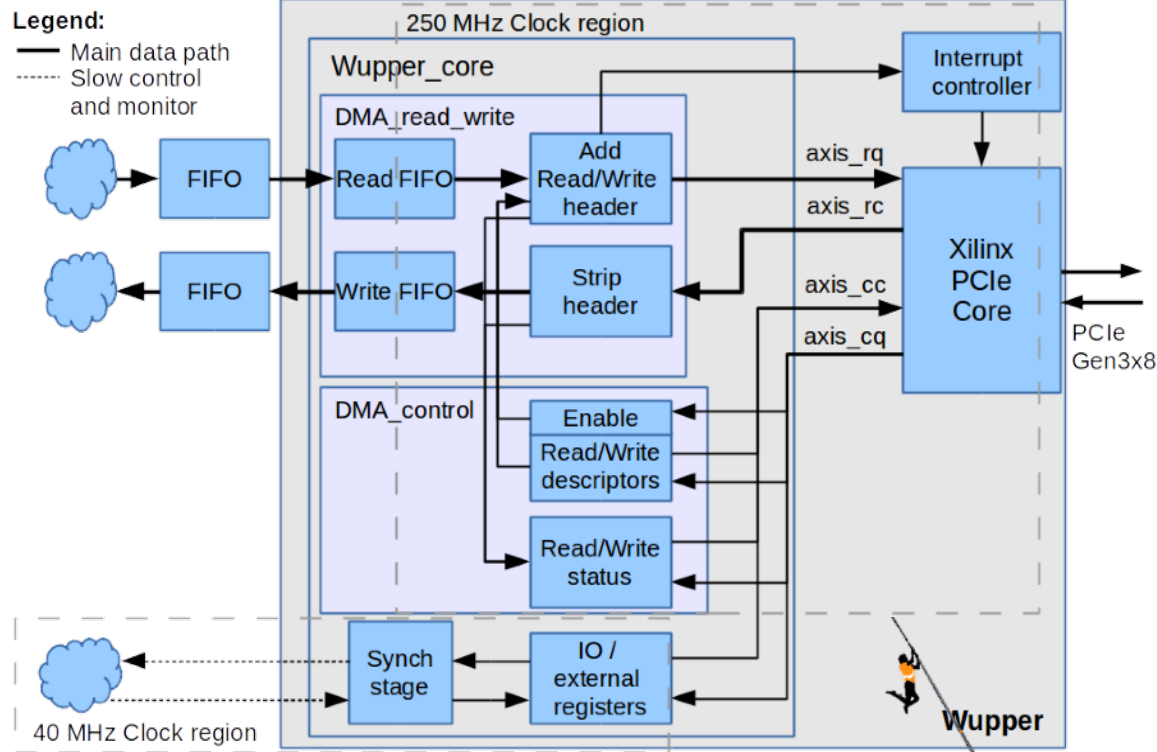 Legend:
Main data path
Slow control
and monitor
250 MHz Clock region
Wupper_core
Interrupt
controller
DMA_read_write
FIFO
Read FIFO
Add
Read/Write
header
axis_rq
axis_rc
FIFO
Write FIFO
Strip
header
axis_cc
axis_cq
Xilinx
PCIe
Core
PCIe
Gen3x8
DMA_control
Enable
Read/Write
descriptors
Read/Write
status
Synch
stage
IO /
external
registers
40 MHz Clock region
Wupper